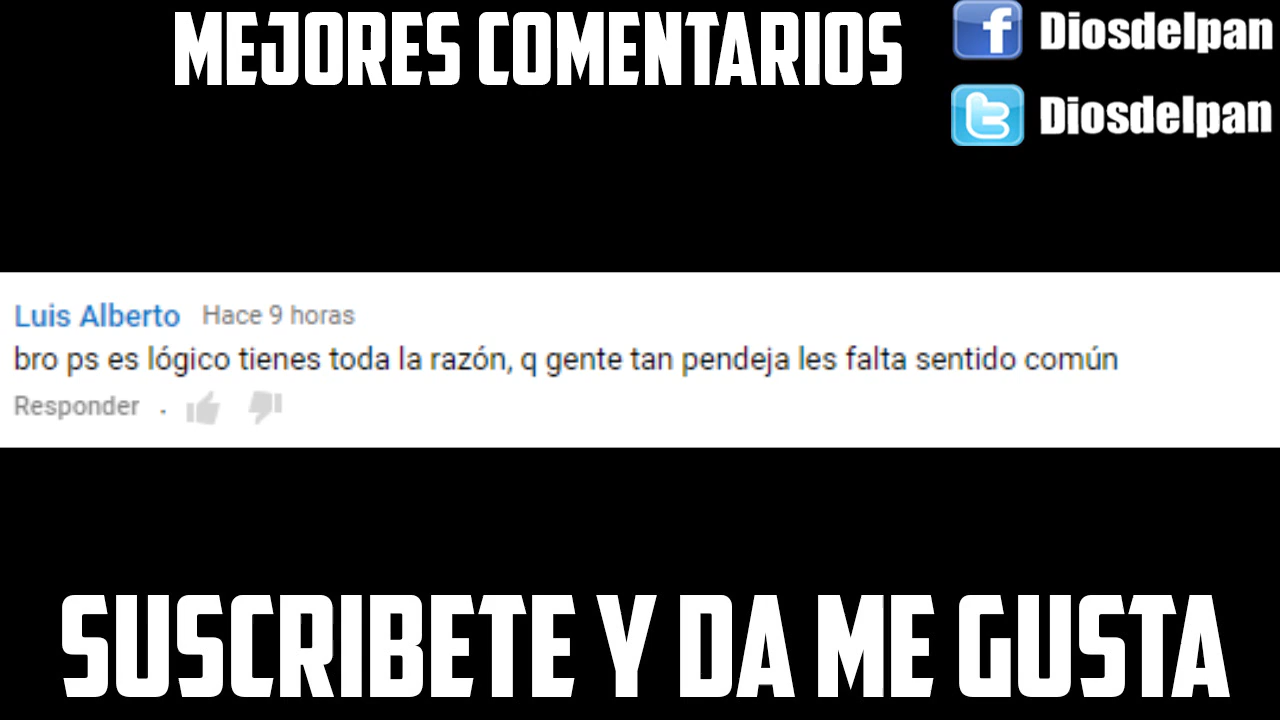 MEJORES COMENTARIOS
Diosdelpan
Diosdelpan
Luis Alberto Hace 9 horas
bro ps es lógico tienes toda la razón, q gente tan pendeja les falta sentido común
Responder .
SUSCRIBETE Y DA ME GUSTA